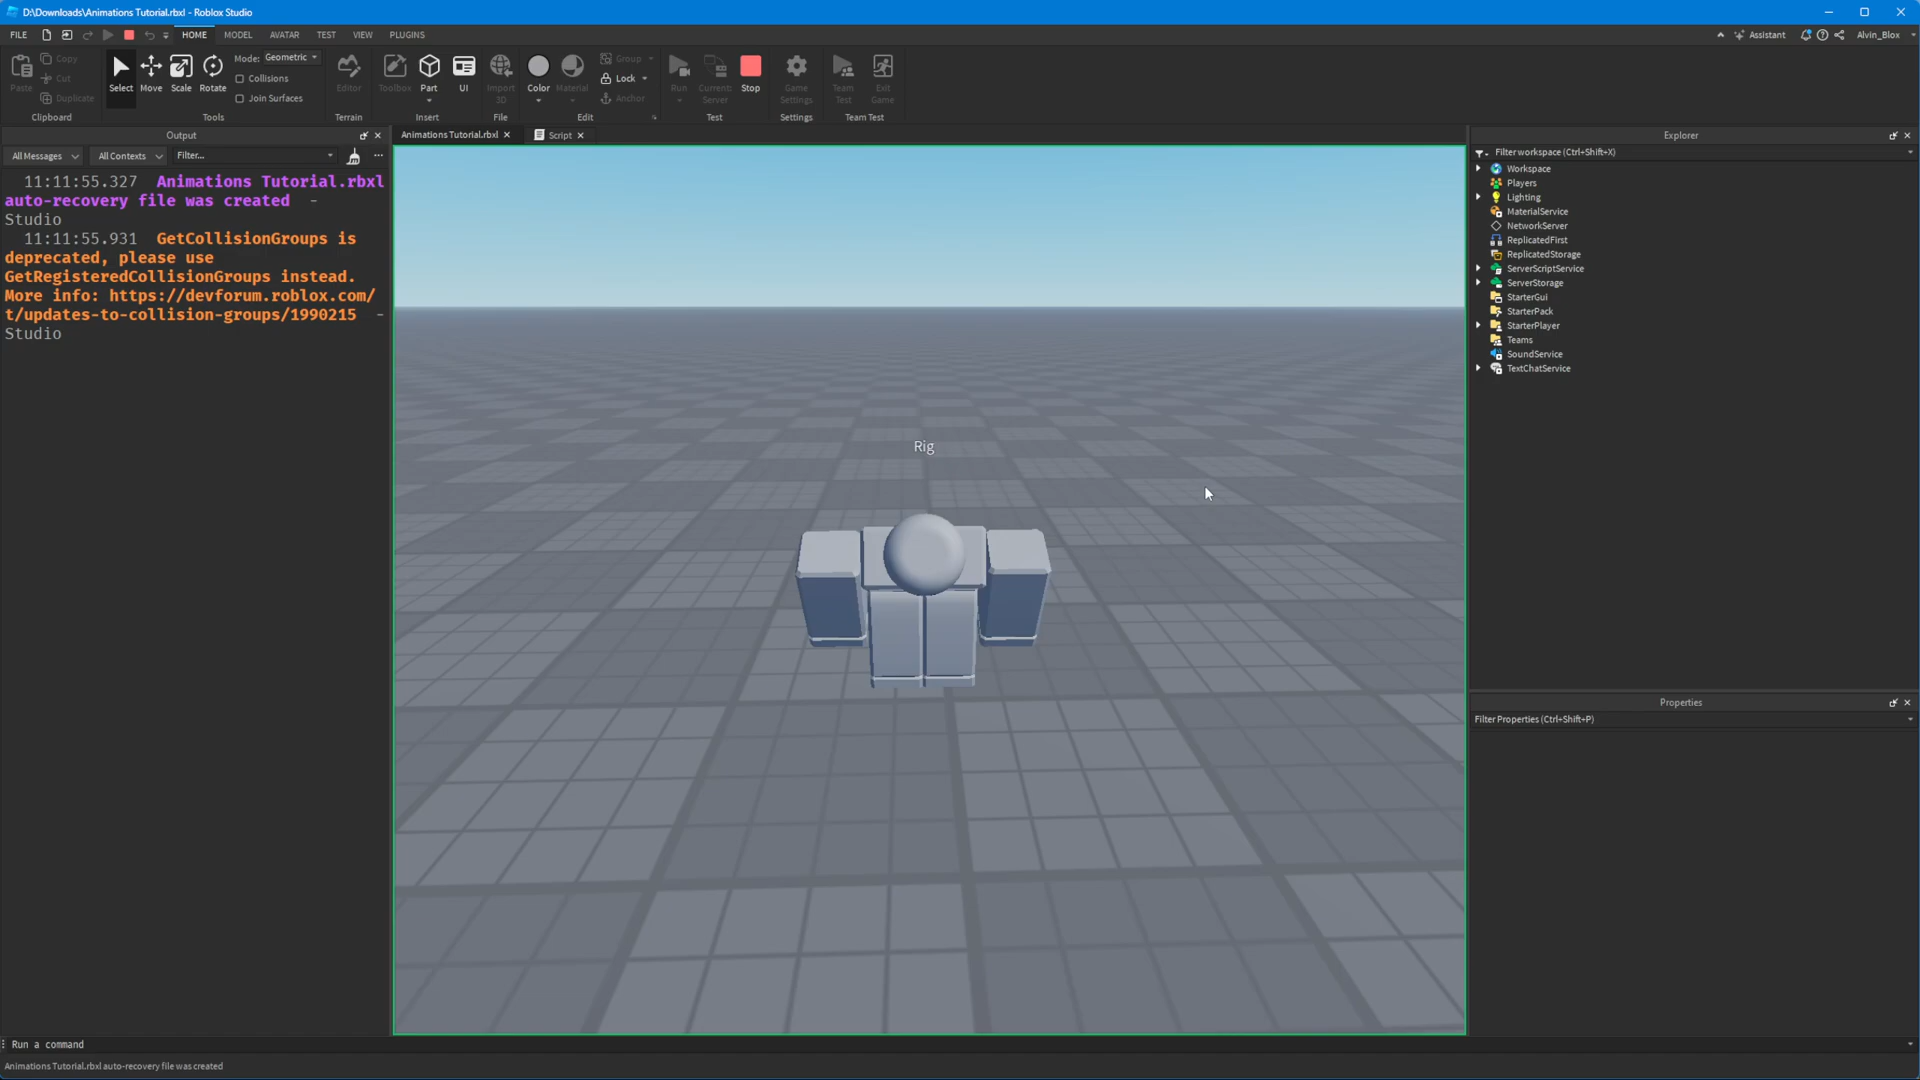 D:\Downloads\Animations Tutorial.rbxl - Roblox Studio
FILE HOME MODEL AVATAR TEST VIEW PLUGINS Assistant Alvin_Blox
Paste Copy Cut Duplicate Clipboard
Select Move Scale Rotate Mode: Geometric Collisions Join Surfaces Tools
Editor Terrain
Toolbox Part UI Insert
Import 3D File
Color Material Group Lock Anchor Edit
Run Current: Server Stop Test
Game Settings Settings
Team Test Exit Game Team Test
Output
All Messages All Contexts Filter...
11:11:55.327 Animations Tutorial.rbxl
auto-recovery file was created -
Studio
11:11:55.931 GetCollisionGroups is
deprecated, please use
GetRegisteredCollisionGroups instead.
More info: https://devforum.roblox.com/
t/updates-to-collision-groups/1990215 -
Studio
Animations Tutorial.rbxl Script
Rig
Explorer
Filter workspace (Ctrl+Shift+X)
Workspace
Players
Lighting
MaterialService
NetworkServer
ReplicatedFirst
ReplicatedStorage
ServerScriptService
ServerStorage
StarterGui
StarterPack
StarterPlayer
Teams
SoundService
TextChatService
Properties
Filter Properties (Ctrl+Shift+P)
Run a command
Animations Tutorial.rbxl auto-recovery file was created